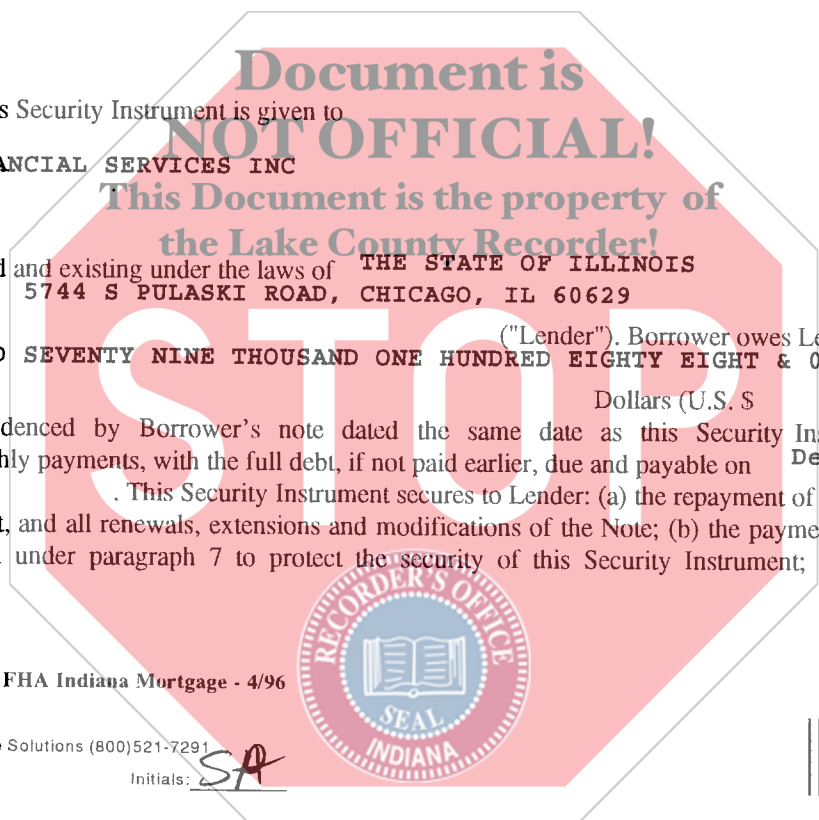 Document is
s Security Instrument is given to
NOT OFFICIAL!
ANCIAL SERVICES INC
This Document is the property of
the Lake County Recorder!
d and existing under the laws of THE STATE OF ILLINOIS
5744 S PULASKI ROAD, CHICAGO, IL 60629
STOP
("Lender"). Borrower owes Le
D SEVENTY NINE THOUSAND ONE HUNDRED EIGHTY EIGHT & 0
Dollars (U.S. $
denced by Borrower's note dated the same date as this Security Ins
hly payments, with the full debt, if not paid earlier, due and payable on De
. This Security Instrument secures to Lender: (a) the repayment of
t, and all renewals, extensions and modifications of the Note; (b) the payme
under paragraph 7 to protect the security of this Security Instrument;
RECORDER'S OFFICE
SEAL
INDIANA
FHA Indiana Mortgage - 4/96
Solutions (800)521-7291
Initials: SA